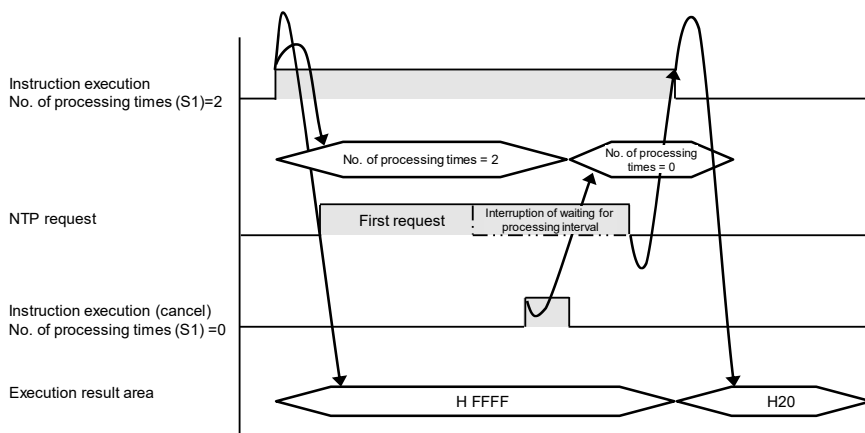 Instruction execution
No. of processing times (S1)=2
No. of processing times = 2
No. of processing
times = 0
NTP request
First request
Interruption of waiting for
processing interval
Instruction execution (cancel)
No. of processing times (S1) =0
Execution result area
H FFFF
H20